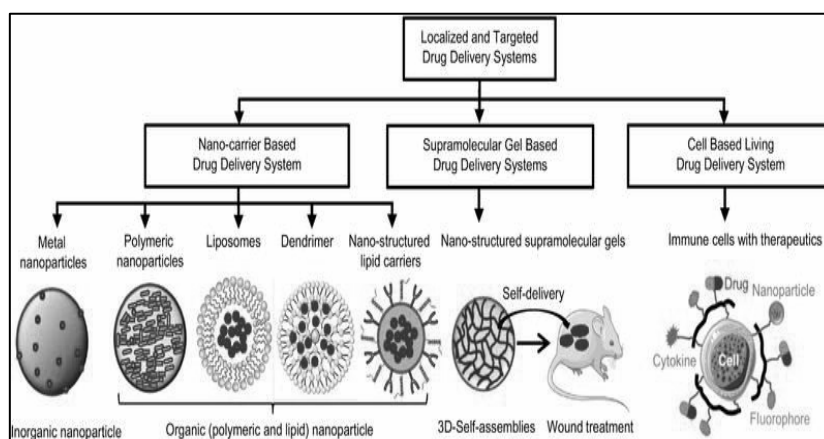 Localized and Targeted
Drug Delivery Systems
Nano-carrier Based
Drug Delivery System
Supramolecular Gel Based
Drug Delivery Systems
Cell Based Living
Drug Delivery System
Metal
nanoparticles
Polymeric
nanoparticles
Liposomes
Dendrimer
Nano-structured
lipid carriers
Nano-structured supramolecular gels
Immune cells with therapeutics
Self-delivery
Drug
Nanoparticle
Cytokine
Cell
Fluorophore
Inorganic nanoparticle
Organic (polymeric and lipid) nanoparticle
3D-Self-assemblies
Wound treatment